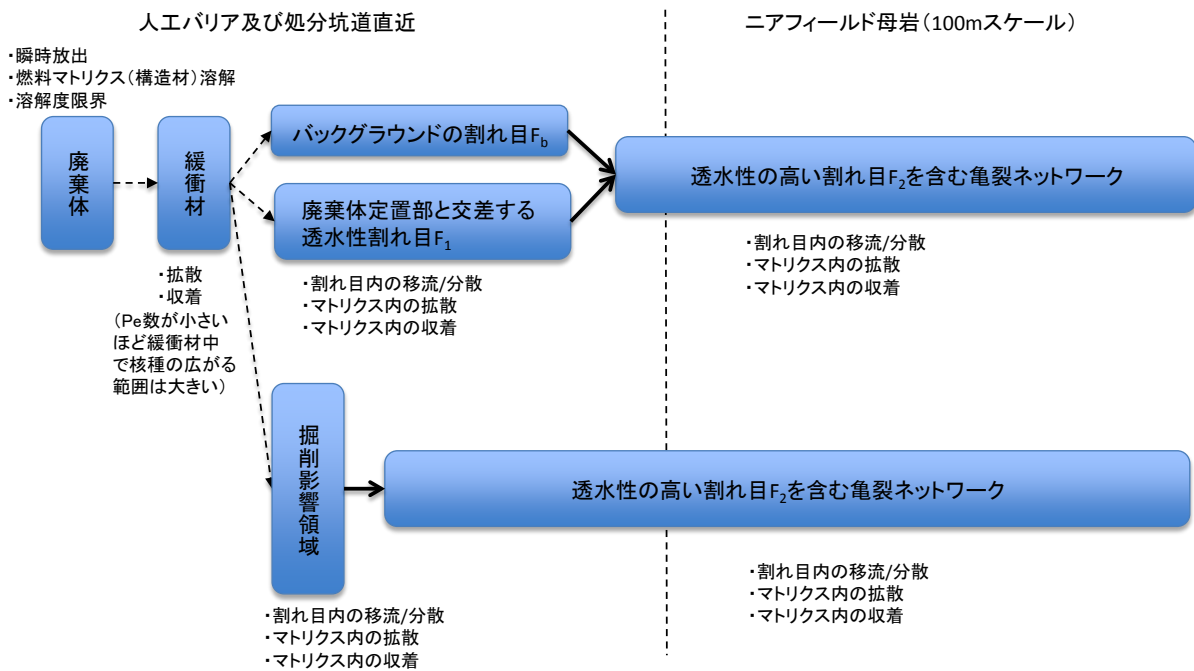 人工バリア及び処分坑道直近
ニアフィールド母岩(100mスケール)
・瞬時放出
・燃料マトリクス(構造材)溶解
・溶解度限界
廃棄体
緩衝材
バックグラウンドの割れ目Fb
廃棄体定置部と交差する
透水性割れ目F1
透水性の高い割れ目F2を含む亀裂ネットワーク
・拡散
・収着
(Pe数が小さい
ほど緩衝材中
で核種の広がる
範囲は大きい)
・割れ目内の移流/分散
・マトリクス内の拡散
・マトリクス内の収着
・割れ目内の移流/分散
・マトリクス内の拡散
・マトリクス内の収着
掘削影響領域
透水性の高い割れ目F2を含む亀裂ネットワーク
・割れ目内の移流/分散
・マトリクス内の拡散
・マトリクス内の収着
・割れ目内の移流/分散
・マトリクス内の拡散
・マトリクス内の収着